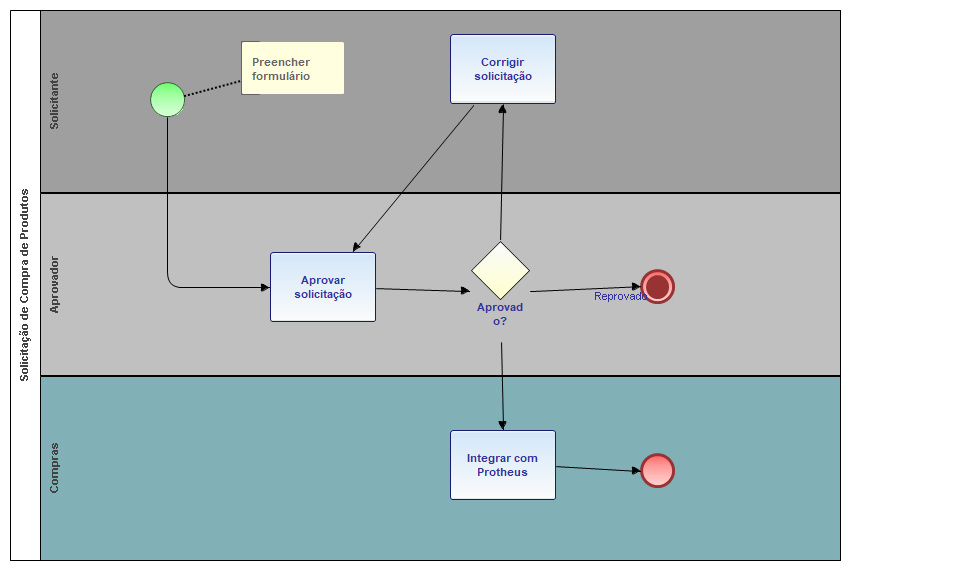 Solicitação de Compra de Produtos
Solicitante
Preencher
formulário
Corrigir
solicitação
Aprovador
Aprovar
solicitação
Aprovad
o?
Reprovado
Compras
Integrar com
Protheus